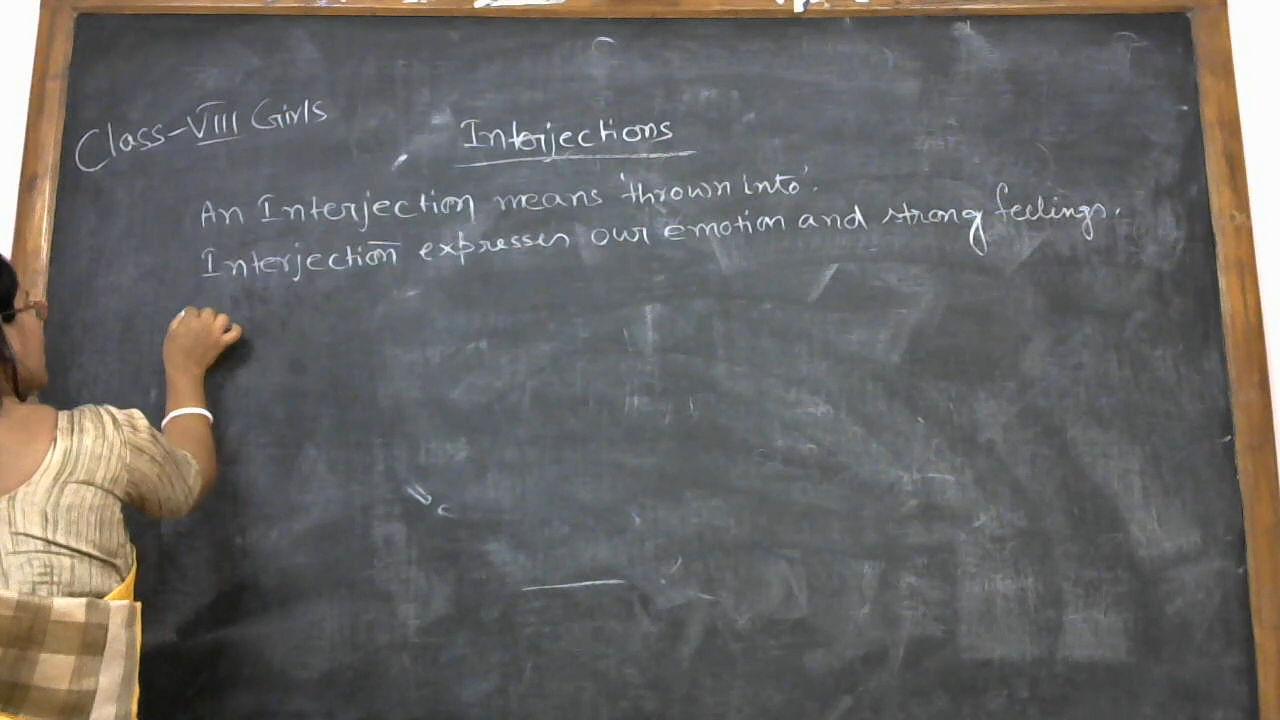 Class-VIII Girls
Interjections
An Interjection means 'thrown into'.
Interjection expresses our emotion and strong feelings.